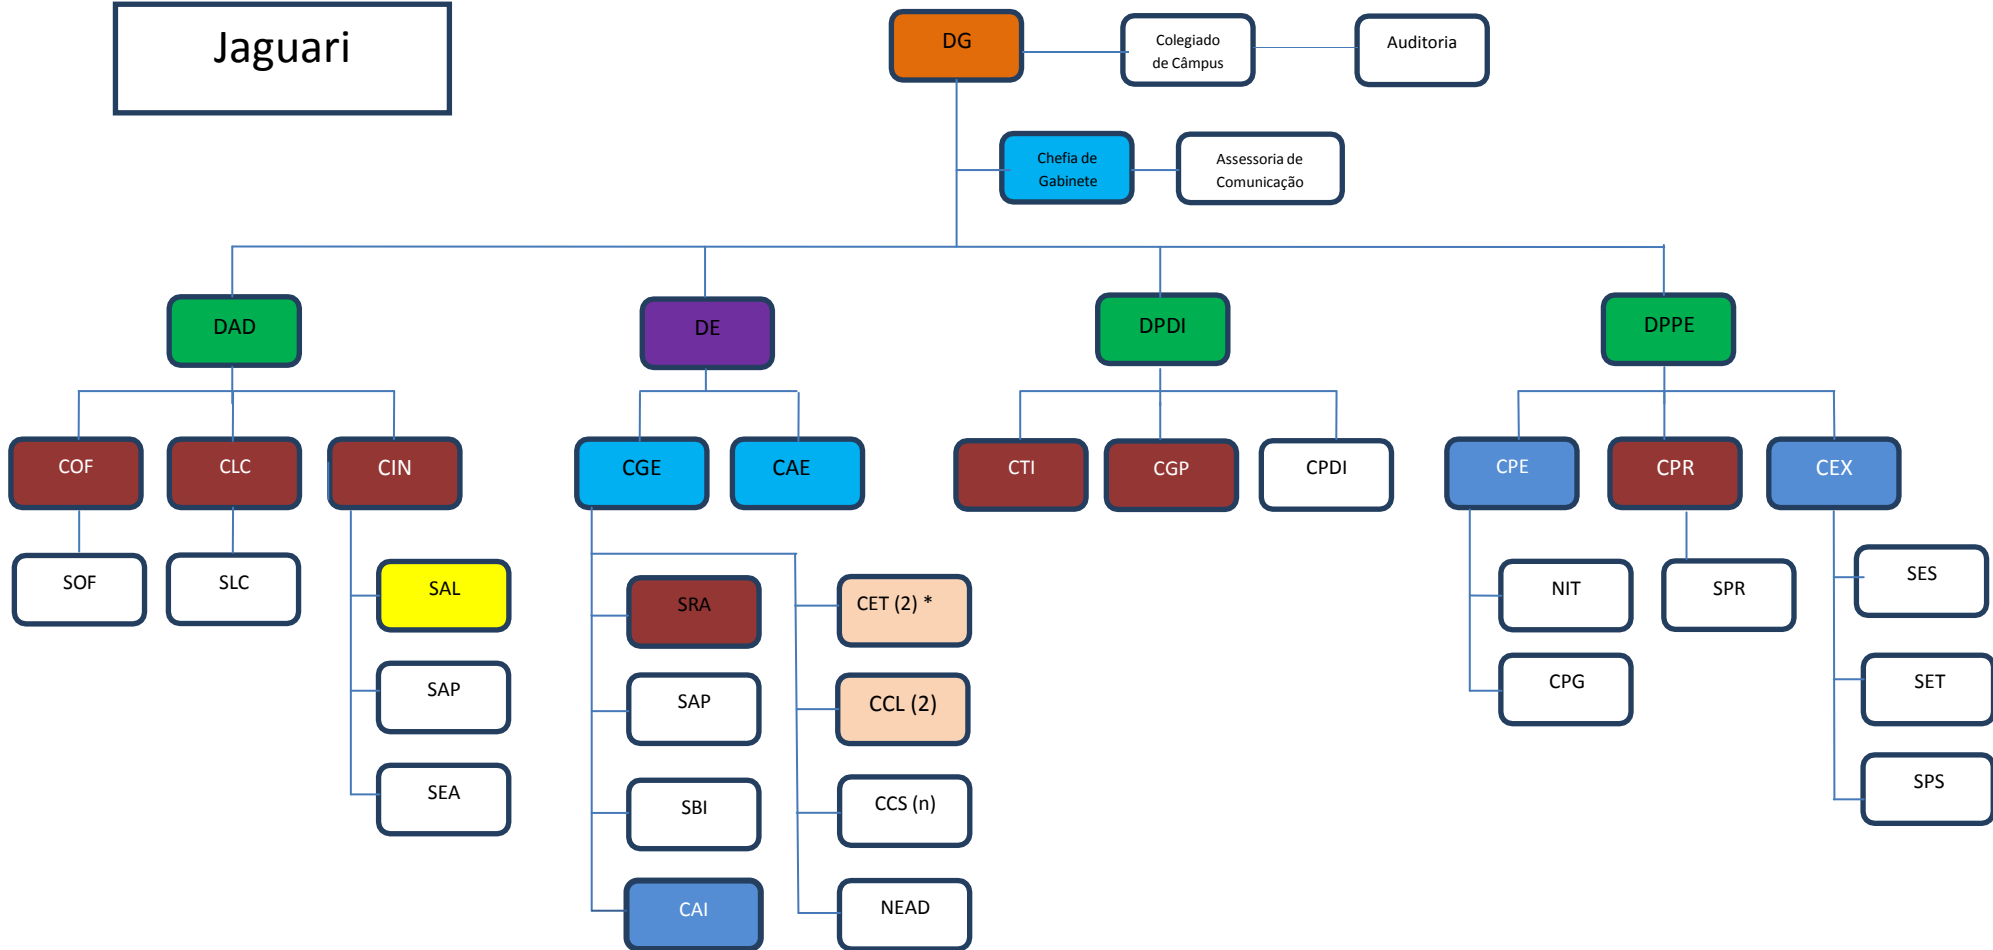 Jaguari
DG
Colegiado
de Câmpus
Auditoria
Chefia de
Gabinete
Assessoria de
Comunicação
DAD
DE
DPDI
DPPE
COF
CLC
CIN
CGE
CAE
CTI
CGP
CPDI
CPE
CPR
CEX
SOF
SLC
SAL
SAP
SEA
SRA
SAP
SBI
CAI
CET (2) *
CCL (2)
CCS (n)
NEAD
NIT
CPG
SPR
SES
SET
SPS